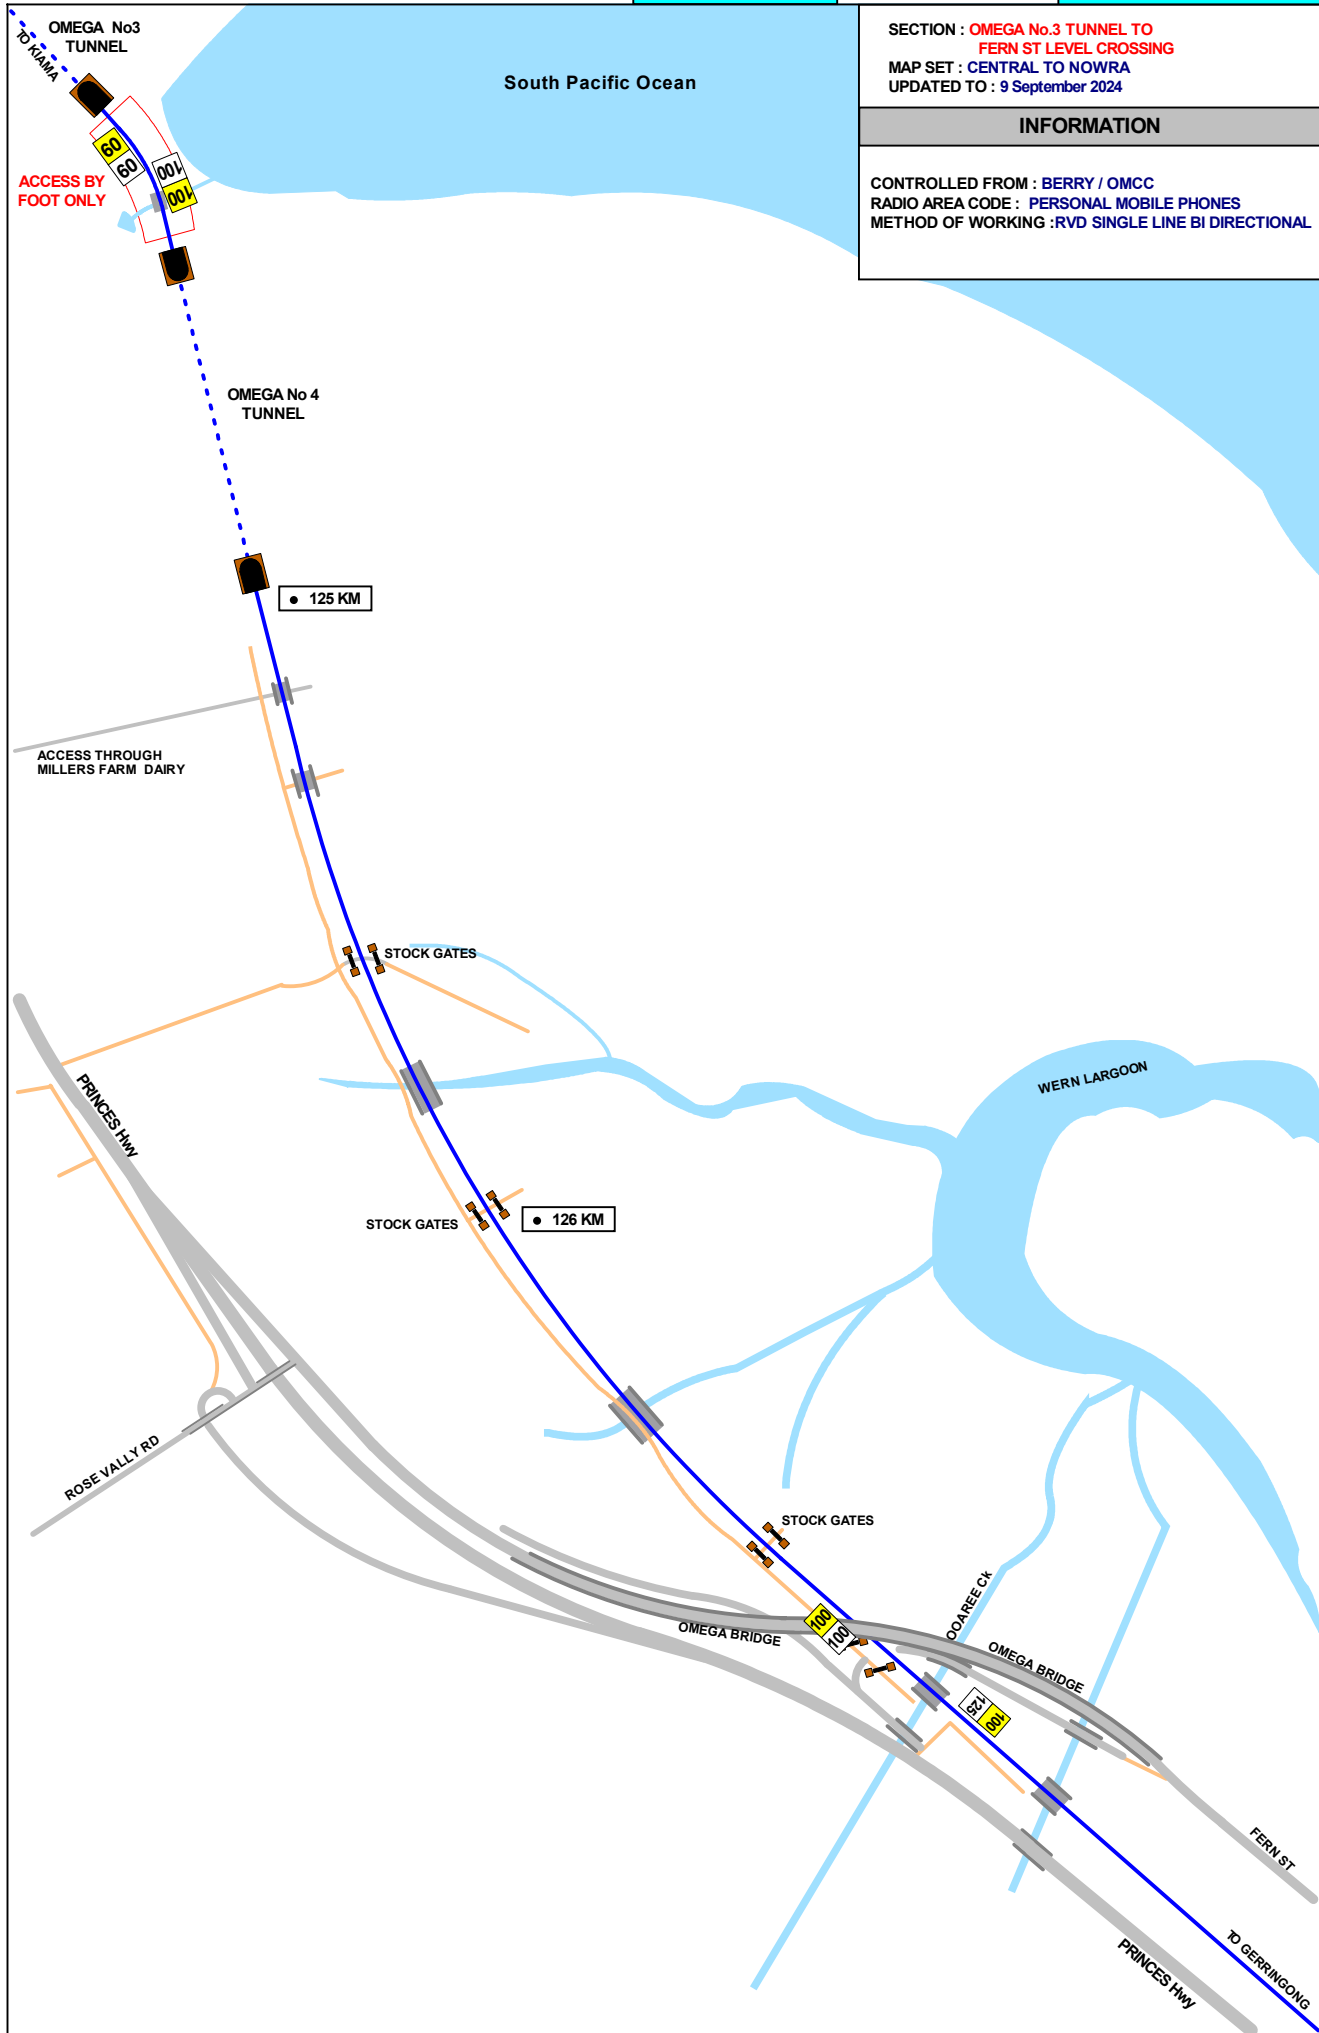 SECTION : OMEGA No.3 TUNNEL TO
FERN ST LEVEL CROSSING
MAP SET : CENTRAL TO NOWRA
UPDATED TO : 9 September 2024
INFORMATION
CONTROLLED FROM : BERRY / OMCC
RADIO AREA CODE : PERSONAL MOBILE PHONES
METHOD OF WORKING :RVD SINGLE LINE BI DIRECTIONAL
OMEGA No3
TUNNEL
TO KIAMA
South Pacific Ocean
60
60
100
100
ACCESS BY
FOOT ONLY
OMEGA No 4
TUNNEL
125 KM
ACCESS THROUGH
MILLERS FARM DAIRY
STOCK GATES
WERN LARGOON
PRINCES Hwy
STOCK GATES
126 KM
ROSE VALLY RD
STOCK GATES
OOAREE Ck
100
100
OMEGA BRIDGE
OMEGA BRIDGE
125
100
FERN ST
TO GERRINGONG
PRINCES Hwy